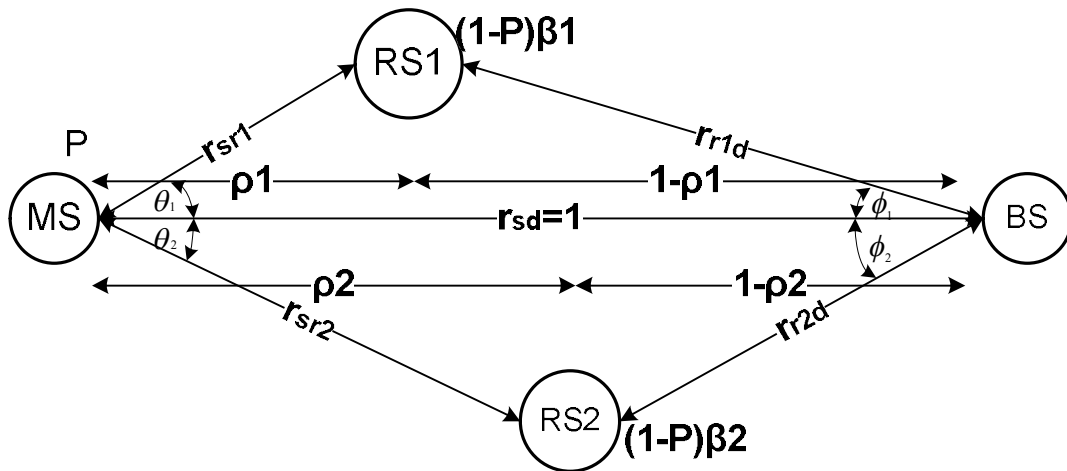 (1-P)β1
RS1
rsr1
rr1d
P
ρ1
1-ρ1
MS
θ1
rsd=1
ϕ1
BS
θ2
ϕ2
ρ2
1-ρ2
rsr2
rr2d
RS2
(1-P)β2